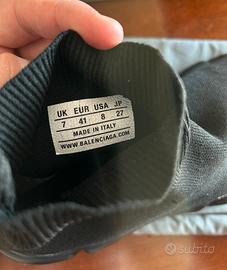 UK EUR USA JP
7 41 8 27
MADE IN ITALY
WWW.BALENCIAGA.COM
subito